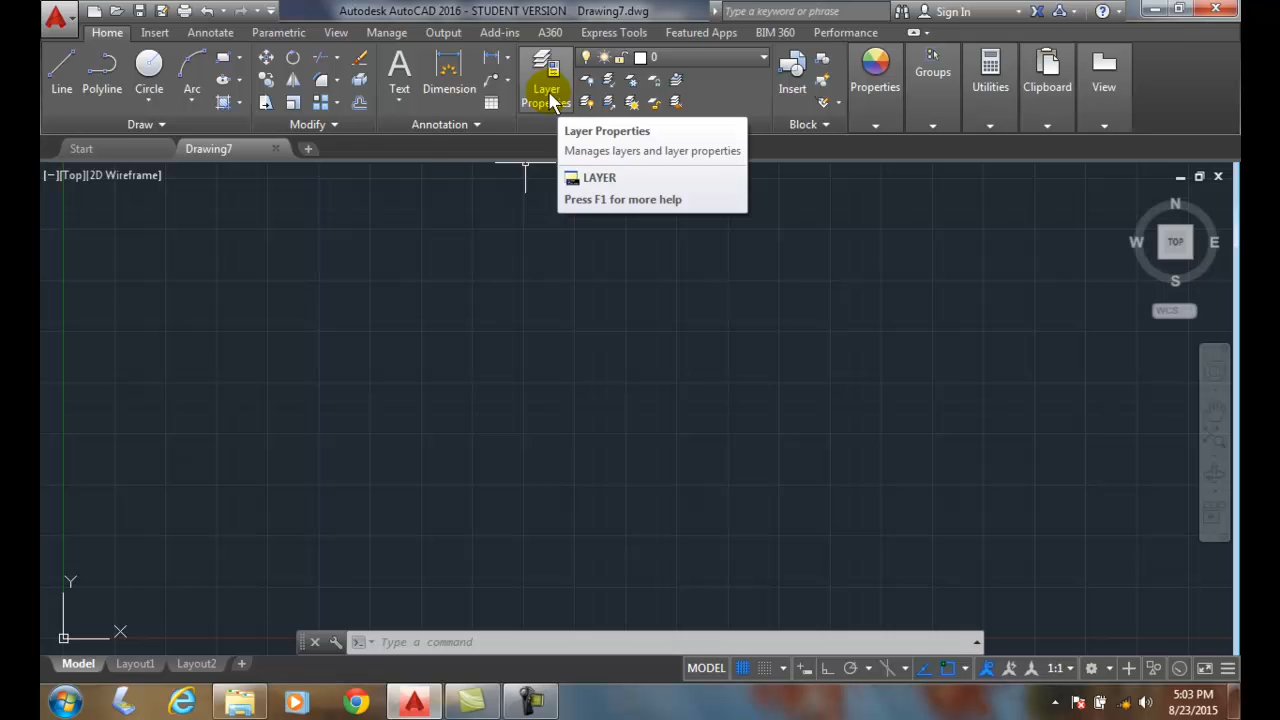 Autodesk AutoCAD 2016 - STUDENT VERSION Drawing7.dwg
Type a keyword or phrase
Sign In
Home Insert Annotate Parametric View Manage Output Add-ins A360 Express Tools Featured Apps BIM 360 Performance
Line Polyline Circle Arc
Text Dimension
Layer
Properties
0
Insert
Properties
Groups
Utilities
Clipboard
View
Draw Modify Annotation Block
Start Drawing7
Layer Properties
Manages layers and layer properties
LAYER
Press F1 for more help
[−][Top][2D Wireframe]
N
W TOP E
S
WCS
Y
X
Type a command
Model Layout1 Layout2
MODEL 1:1
5:03 PM
8/23/2015